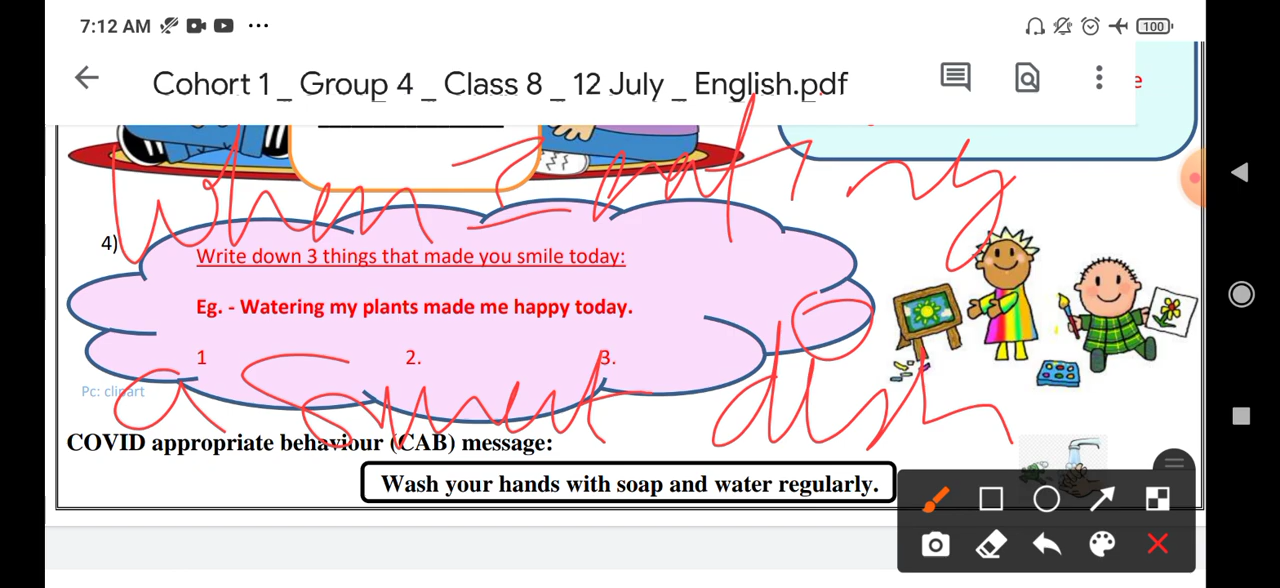 7:12 AM ... 100
Cohort 1 _ Group 4 _ Class 8 _ 12 July _ English.pdf
e
When I eat my
4)
Write down 3 things that made you smile today:
Eg. - Watering my plants made me happy today.
1 2. 3.
Pc: clipart
a sweet dish
COVID appropriate behaviour (CAB) message:
Wash your hands with soap and water regularly.